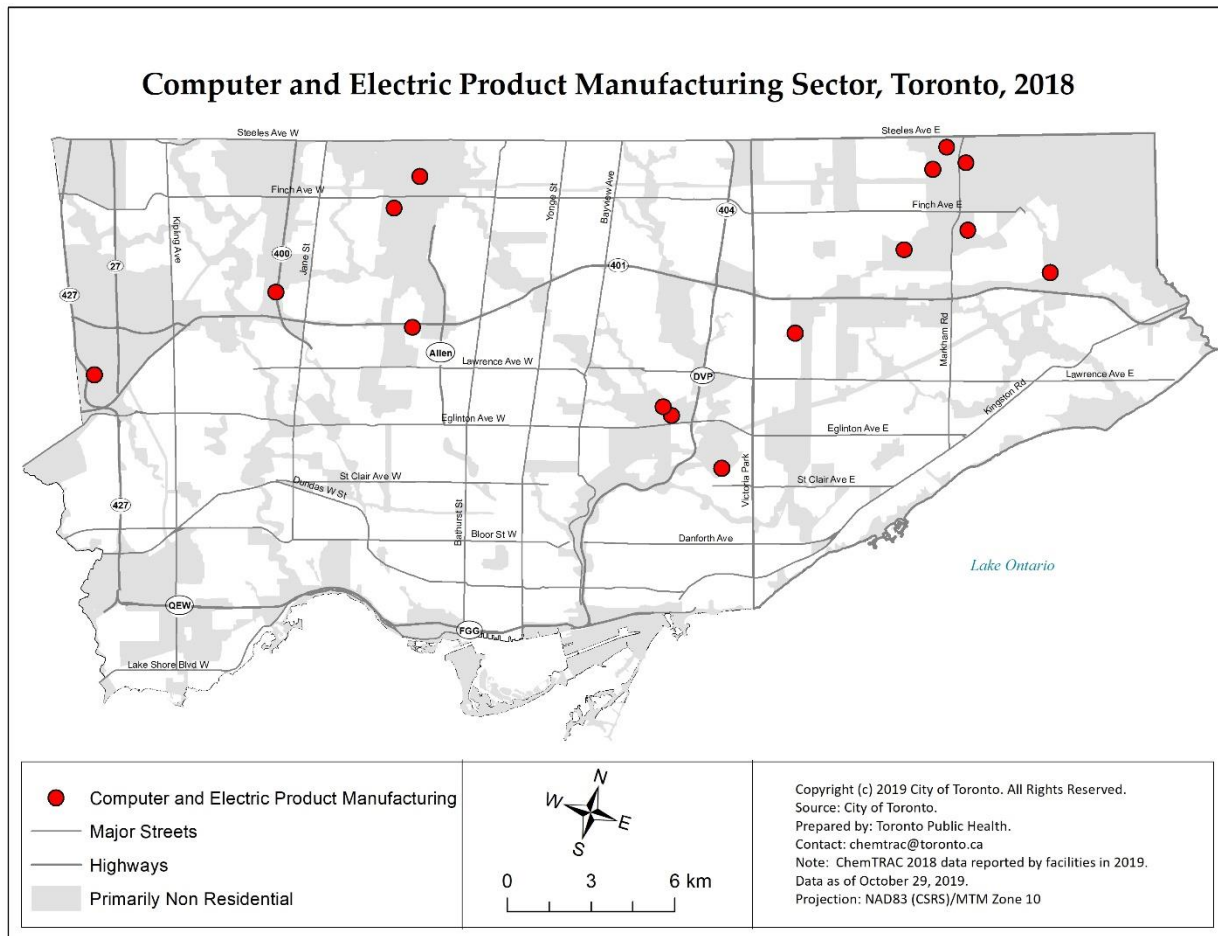 Computer and Electric Product Manufacturing Sector, Toronto, 2018
Steeles Ave W
Steeles Ave E
Finch Ave W
Finch Ave E
Kipling Ave
Jane St
Yonge St
Bayview Ave
404
27
400
401
427
Markham Rd
Allen
Lawrence Ave W
DVP
Lawrence Ave E
Kingston Rd
Eglinton Ave W
Eglinton Ave E
Victoria Park
St Clair Ave W
St Clair Ave E
Dundas W St
427
Bathurst St
Bloor St W
Danforth Ave
Lake Ontario
QEW
FGG
Lake Shore Blvd W
Computer and Electric Product Manufacturing
Major Streets
Highways
Primarily Non Residential
N
W
E
S
0 3 6 km
Copyright (c) 2019 City of Toronto. All Rights Reserved.
Source: City of Toronto.
Prepared by: Toronto Public Health.
Contact: chemtrac@toronto.ca
Note: ChemTRAC 2018 data reported by facilities in 2019.
Data as of October 29, 2019.
Projection: NAD83 (CSRS)/MTM Zone 10